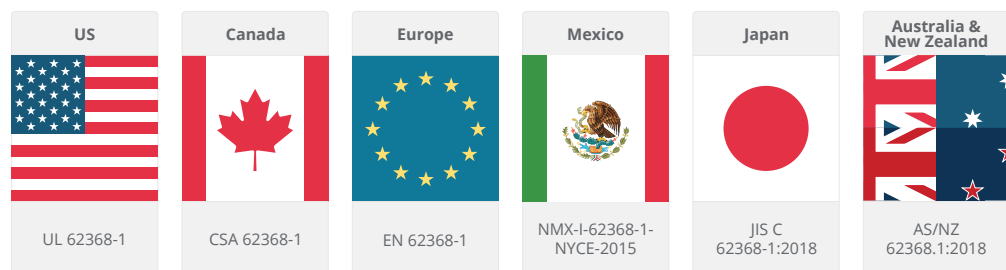 US
UL 62368-1
Canada
CSA 62368-1
Europe
EN 62368-1
Mexico
NMX-I-62368-1-
NYCE-2015
Japan
JIS C
62368-1:2018
Australia &
New Zealand
AS/NZ
62368.1:2018